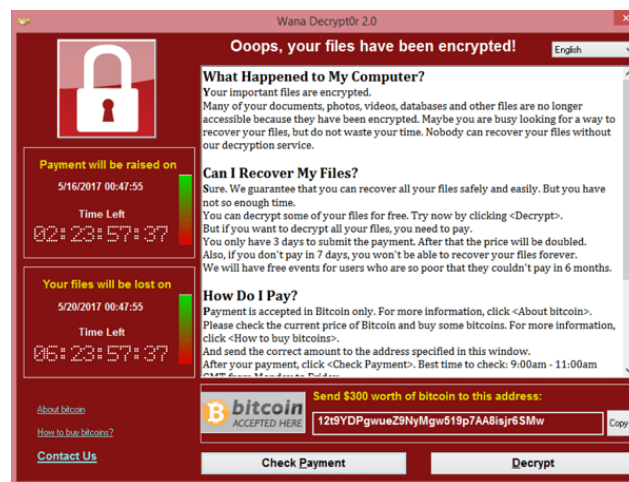 Wana Decrypt0r 2.0
Ooops, your files have been encrypted!
English
What Happened to My Computer?
Your important files are encrypted.
Many of your documents, photos, videos, databases and other files are no longer
accessible because they have been encrypted. Maybe you are busy looking for a way to
recover your files, but do not waste your time. Nobody can recover your files without
our decryption service.
Can I Recover My Files?
Sure. We guarantee that you can recover all your files safely and easily. But you have
not so enough time.
You can decrypt some of your files for free. Try now by clicking <Decrypt>.
But if you want to decrypt all your files, you need to pay.
You only have 3 days to submit the payment. After that the price will be doubled.
Also, if you don't pay in 7 days, you won't be able to recover your files forever.
We will have free events for users who are so poor that they couldn't pay in 6 months.
How Do I Pay?
Payment is accepted in Bitcoin only. For more information, click <About bitcoin>.
Please check the current price of Bitcoin and buy some bitcoins. For more information,
click <How to buy bitcoins>.
And send the correct amount to the address specified in this window.
After your payment, click <Check Payment>. Best time to check: 9:00am - 11:00am
GMT from Monday to Friday.
Payment will be raised on
5/16/2017 00:47:55
Time Left
02:23:57:37
Your files will be lost on
5/20/2017 00:47:55
Time Left
06:23:57:37
About bitcoin
How to buy bitcoins?
Contact Us
bitcoin
ACCEPTED HERE
Send $300 worth of bitcoin to this address:
12t9YDPgwueZ9NyMgw519p7AA8isjr6SMw
Copy
Check Payment
Decrypt